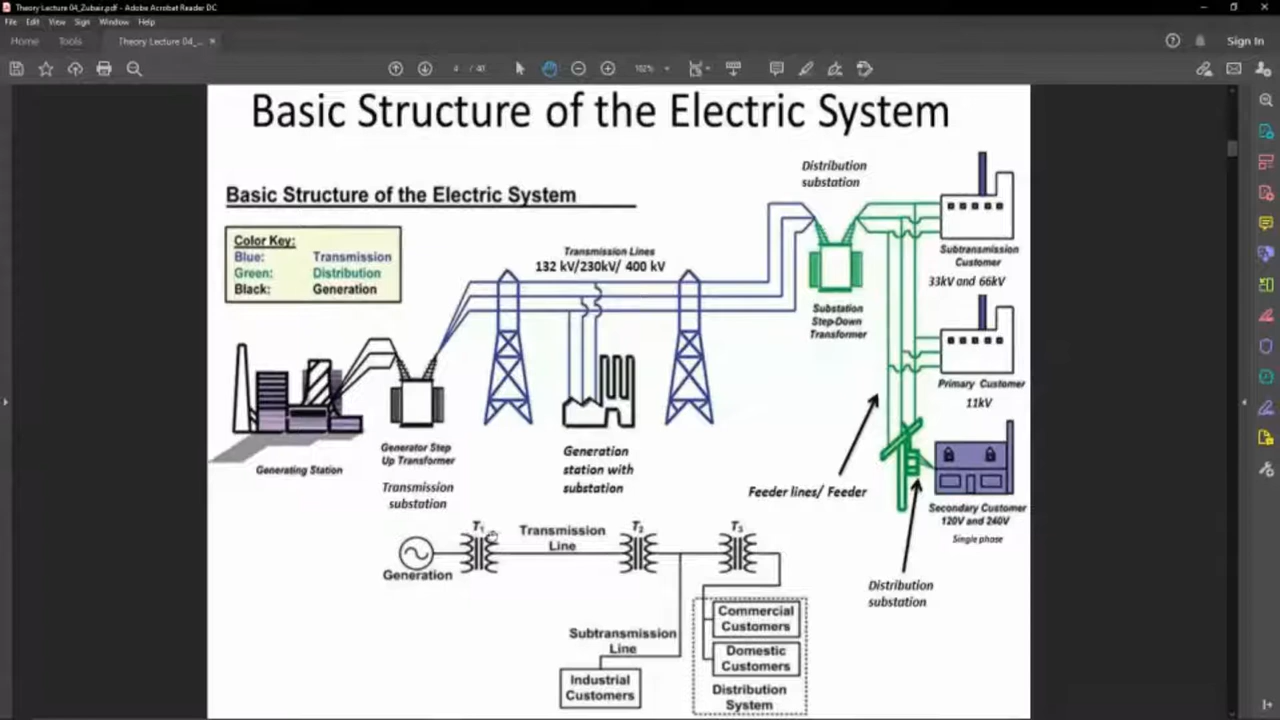 Theory Lecture 04_Zubair.pdf - Adobe Acrobat Reader DC
File Edit View Sign Window Help
Home Tools Theory Lecture 04_... ×
Sign In
4 / 40
Basic Structure of the Electric System
Basic Structure of the Electric System
Color Key:
Blue: Transmission
Green: Distribution
Black: Generation
Transmission Lines
132 kV/230kV/ 400 kV
Distribution
substation
Substation
Step-Down
Transformer
Subtransmission
Customer
33kV and 66kV
Primary Customer
11kV
Secondary Customer
120V and 240V
Single phase
Generating Station
Generator Step
Up Transformer
Transmission
substation
Generation
station with
substation
Feeder lines/ Feeder
Distribution
substation
T1
Transmission
Line
T2
T3
Generation
Subtransmission
Line
Industrial
Customers
Commercial
Customers
Domestic
Customers
Distribution
System